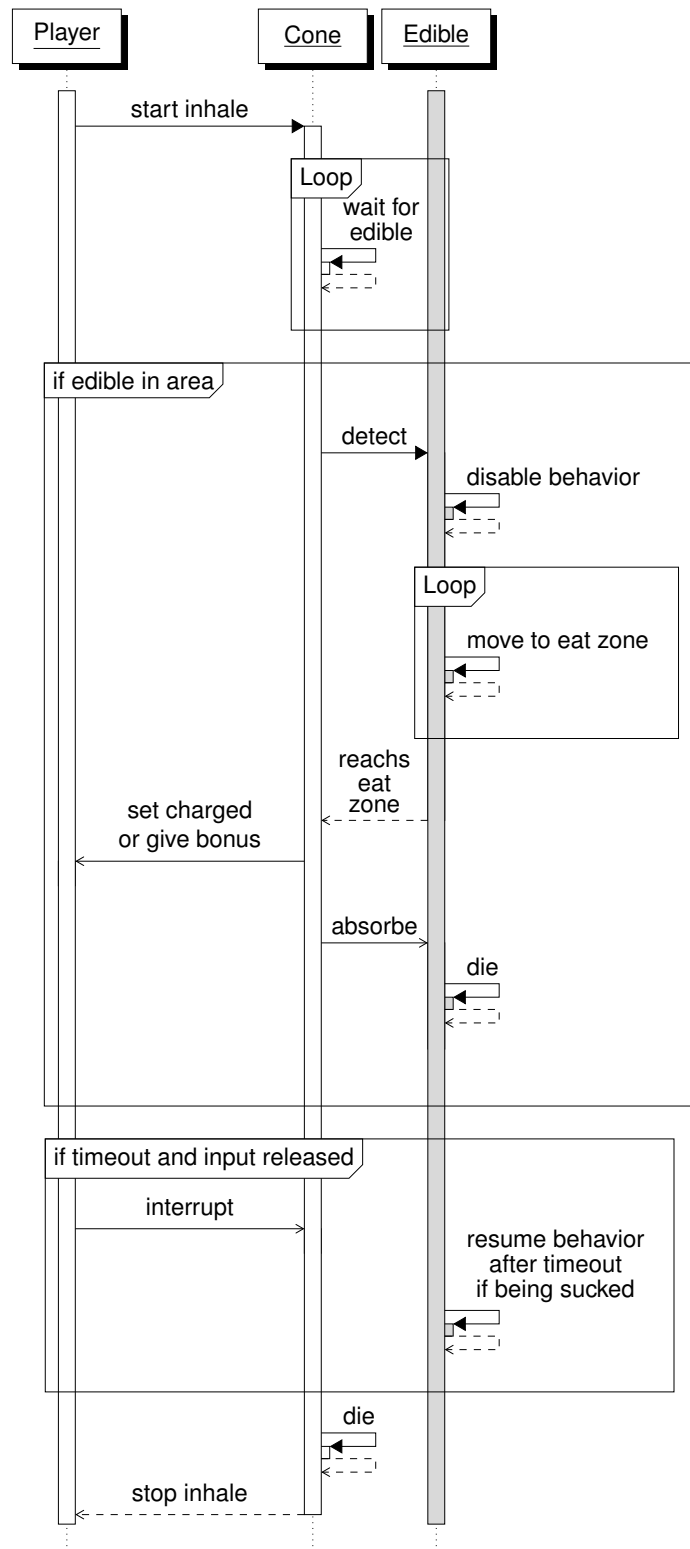 Player
Cone
Edible
start inhale
Loop
wait for
edible
if edible in area
detect
disable behavior
Loop
move to eat zone
reachs
eat
zone
set charged
or give bonus
absorbe
die
if timeout and input released
interrupt
resume behavior
after timeout
if being sucked
die
stop inhale